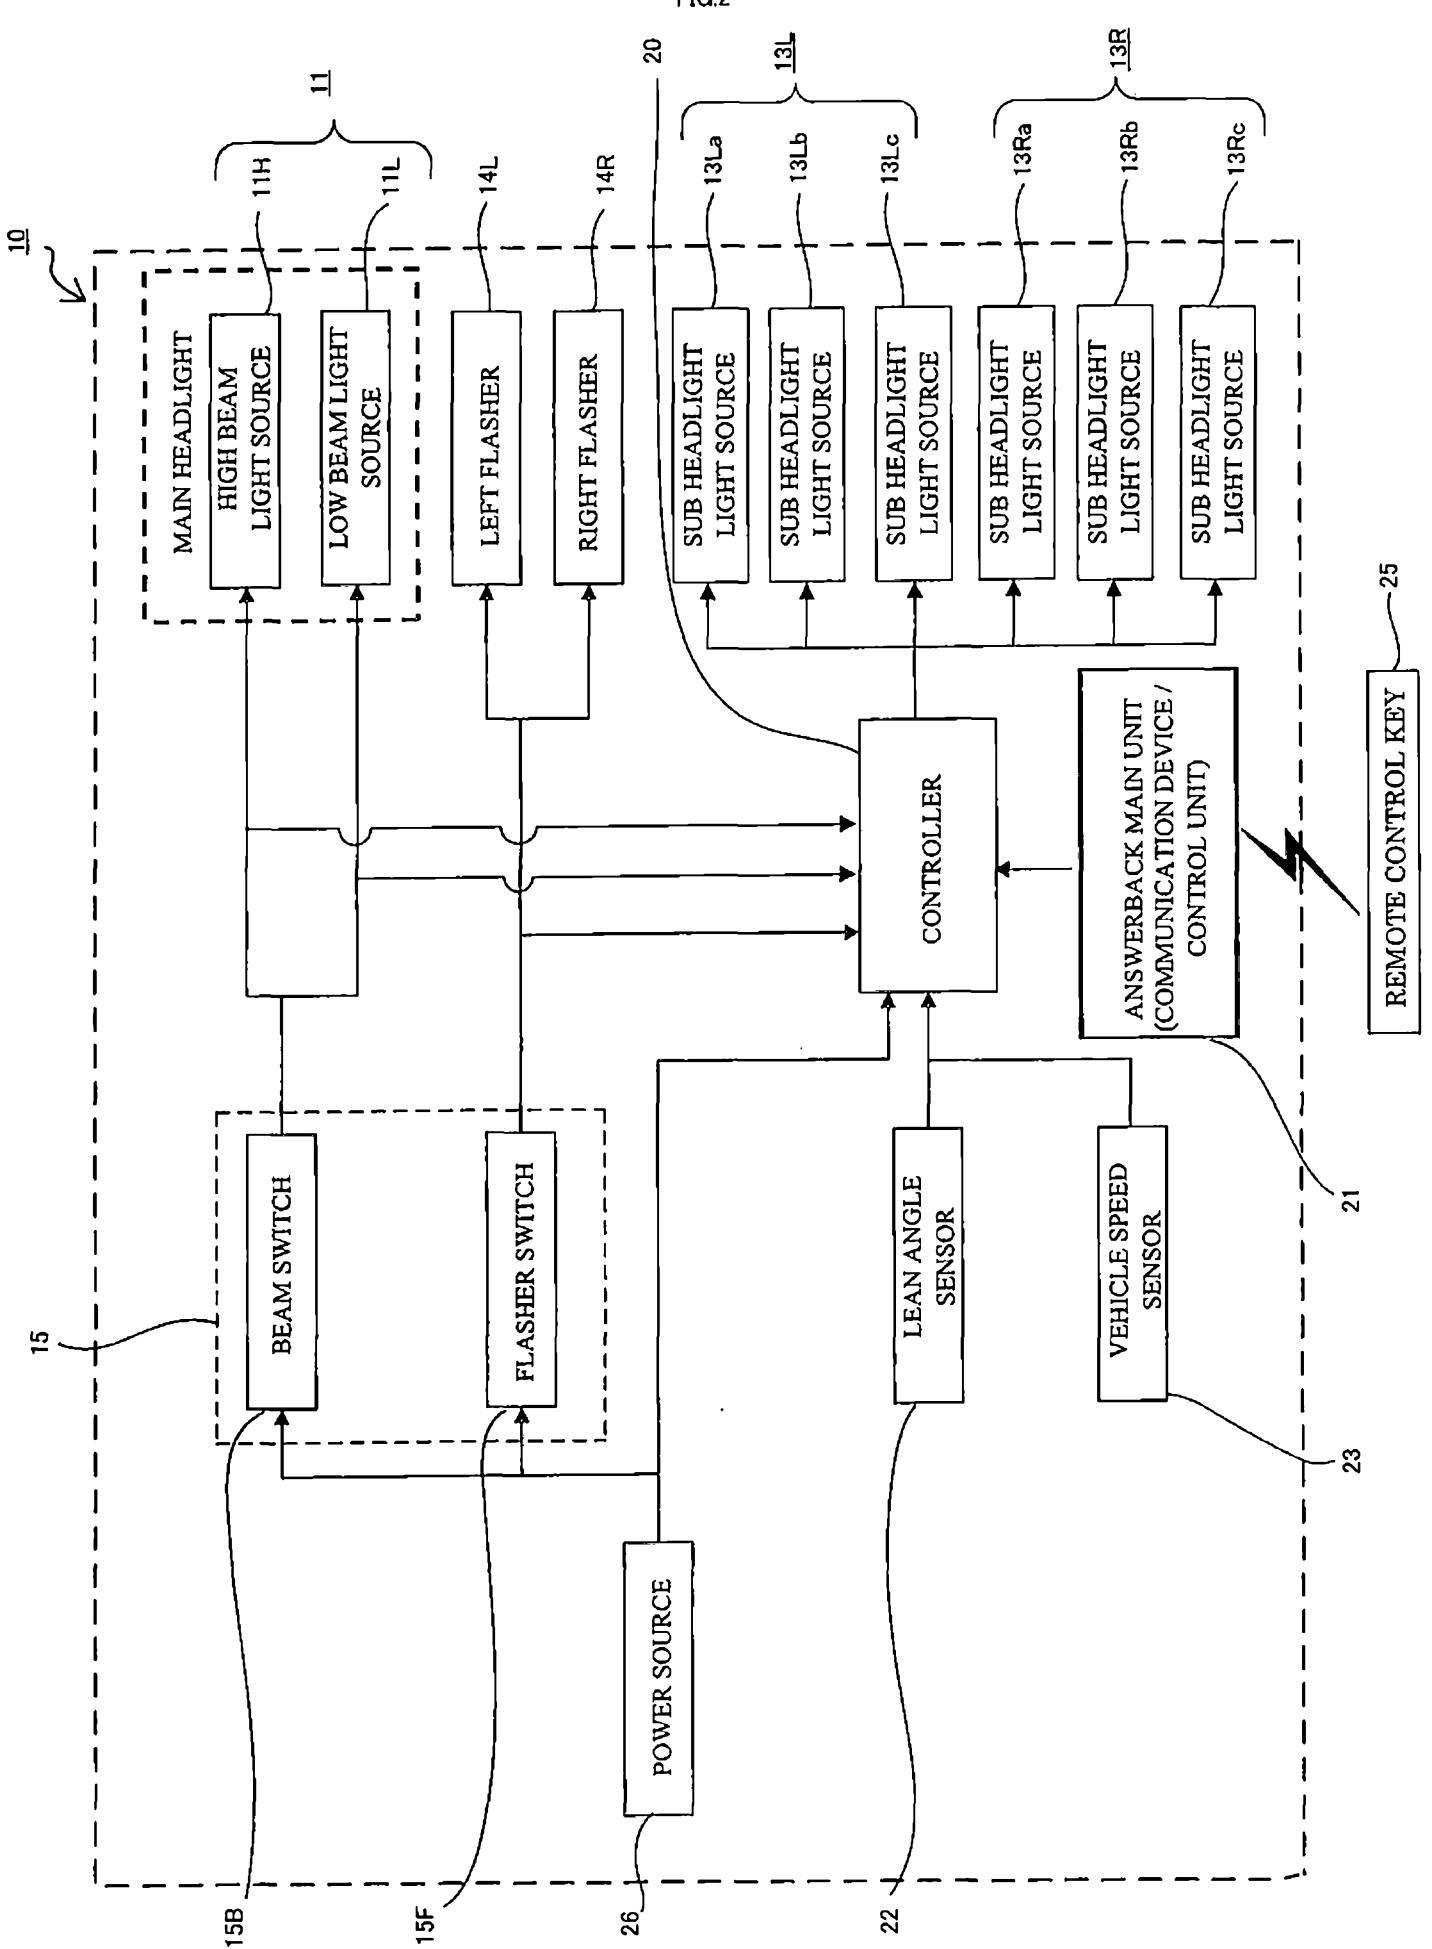 FIG.2
10
11
11H
11L
14L
14R
20
13L
13La
13Lb
13Lc
13R
13Ra
13Rb
13Rc
MAIN HEADLIGHT
HIGH BEAM
LIGHT SOURCE
LOW BEAM LIGHT
SOURCE
LEFT FLASHER
RIGHT FLASHER
SUB HEADLIGHT
LIGHT SOURCE
SUB HEADLIGHT
LIGHT SOURCE
SUB HEADLIGHT
LIGHT SOURCE
SUB HEADLIGHT
LIGHT SOURCE
SUB HEADLIGHT
LIGHT SOURCE
SUB HEADLIGHT
LIGHT SOURCE
CONTROLLER
ANSWERBACK MAIN UNIT
(COMMUNICATION DEVICE /
CONTROL UNIT)
25
REMOTE CONTROL KEY
15
BEAM SWITCH
FLASHER SWITCH
LEAN ANGLE
SENSOR
VEHICLE SPEED
SENSOR
21
23
POWER SOURCE
15B
15F
26
22